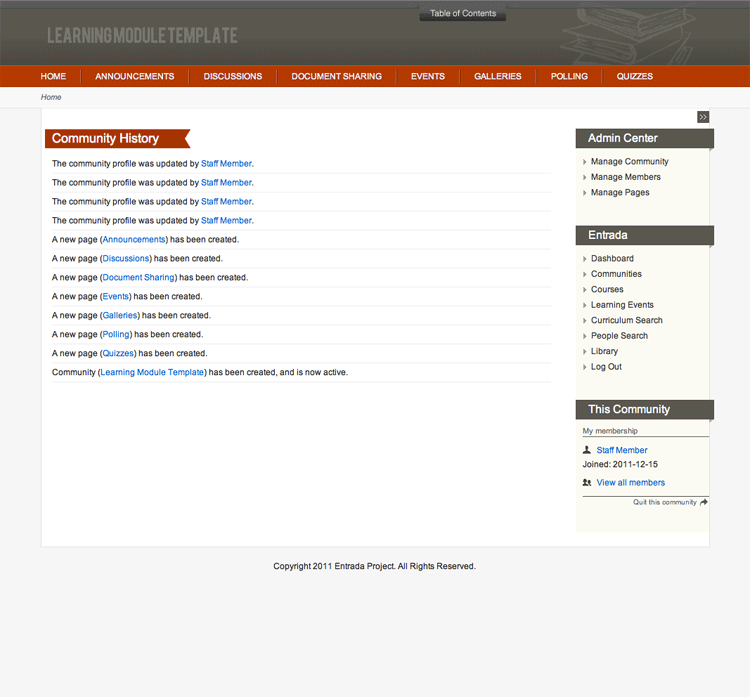 Table of Contents
LEARNING MODULE TEMPLATE
HOME ANNOUNCEMENTS DISCUSSIONS DOCUMENT SHARING EVENTS GALLERIES POLLING QUIZZES
Home
Community History
The community profile was updated by Staff Member.
The community profile was updated by Staff Member.
The community profile was updated by Staff Member.
The community profile was updated by Staff Member.
A new page (Announcements) has been created.
A new page (Discussions) has been created.
A new page (Document Sharing) has been created.
A new page (Events) has been created.
A new page (Galleries) has been created.
A new page (Polling) has been created.
A new page (Quizzes) has been created.
Community (Learning Module Template) has been created, and is now active.
Admin Center
Manage Community
Manage Members
Manage Pages
Entrada
Dashboard
Communities
Courses
Learning Events
Curriculum Search
People Search
Library
Log Out
This Community
My membership
Staff Member
Joined: 2011-12-15
View all members
Quit this community
Copyright 2011 Entrada Project. All Rights Reserved.